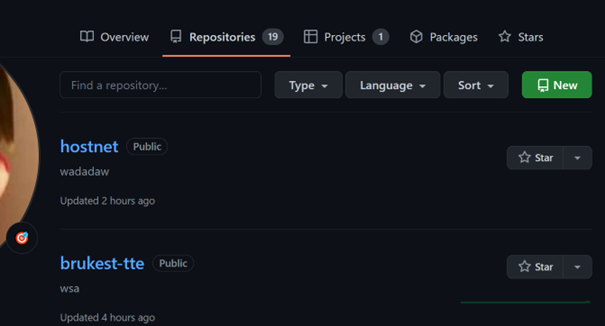 Overview Repositories 19 Projects 1 Packages Stars
Find a repository... Type Language Sort New
hostnet Public
Star
wadadaw
Updated 2 hours ago
brukest-tte Public
Star
wsa
Updated 4 hours ago